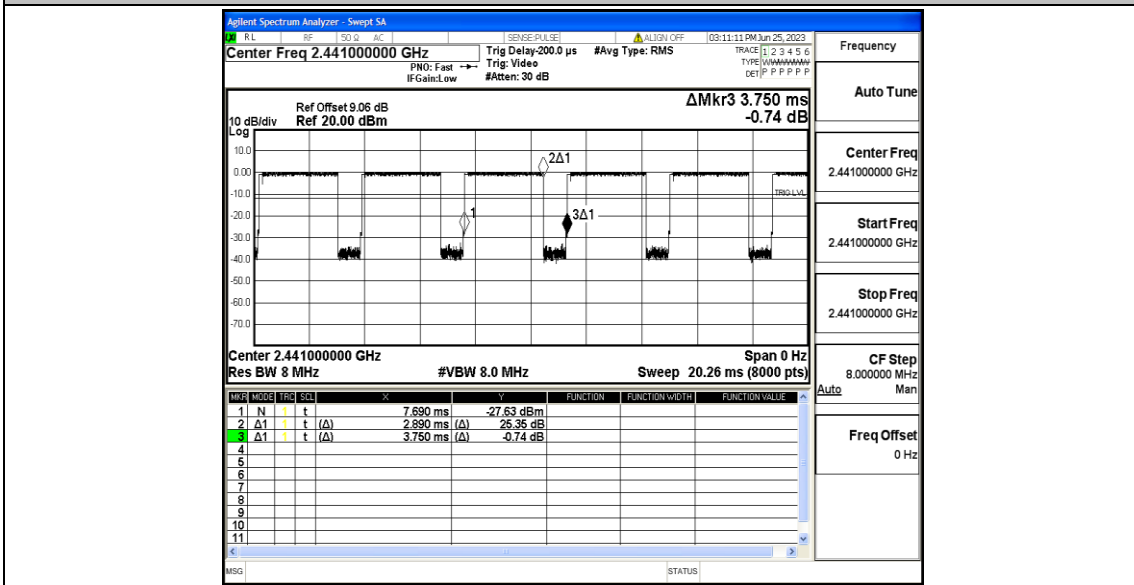 Agilent Spectrum Analyzer - Swept SA
LXI RL RF 50 Ω AC SENSE:PULSE ALIGN OFF 03:11:11 PM Jun 25, 2023
Center Freq 2.441000000 GHz
PNO: Fast
IFGain:Low
Trig Delay-200.0 µs
Trig: Video
#Atten: 30 dB
#Avg Type: RMS
TRACE 1 2 3 4 5 6
TYPE WWWWWW
DET P P P P P P
ΔMkr3 3.750 ms
-0.74 dB
Ref Offset 9.06 dB
10 dB/div Ref 20.00 dBm
Log
10.0
0.00
-10.0
-20.0
-30.0
-40.0
-50.0
-60.0
-70.0
2Δ1
TRIG LVL
1
3Δ1
Center 2.441000000 GHz Span 0 Hz
Res BW 8 MHz #VBW 8.0 MHz Sweep 20.26 ms (8000 pts)
MKR MODE TRC SCL X Y FUNCTION FUNCTION WIDTH FUNCTION VALUE
1 N 1 t 7.690 ms -27.63 dBm
2 Δ1 1 t (Δ) 2.890 ms (Δ) 25.35 dB
3 Δ1 1 t (Δ) 3.750 ms (Δ) -0.74 dB
4
5
6
7
8
9
10
11
MSG STATUS
Frequency
Auto Tune
Center Freq
2.441000000 GHz
Start Freq
2.441000000 GHz
Stop Freq
2.441000000 GHz
CF Step
8.000000 MHz
Auto Man
Freq Offset
0 Hz